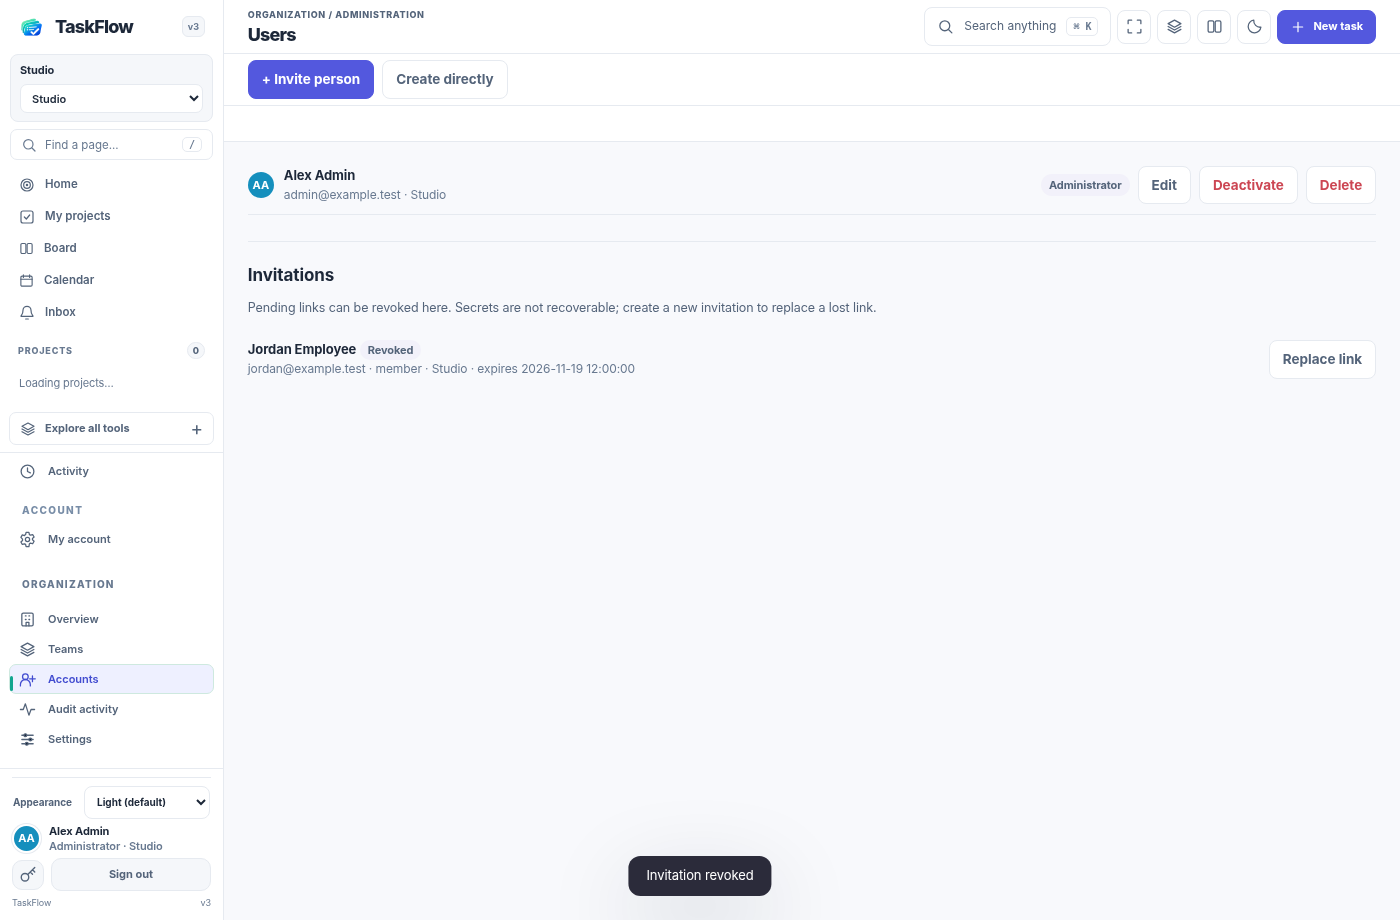 TaskFlow
v3
Studio
Studio
Find a page...
/
Home
My projects
Board
Calendar
Inbox
PROJECTS
0
Loading projects...
Explore all tools
+
Activity
ACCOUNT
My account
ORGANIZATION
Overview
Teams
Accounts
Audit activity
Settings
Appearance
Light (default)
AA
Alex Admin
Administrator · Studio
Sign out
TaskFlow
v3
ORGANIZATION / ADMINISTRATION
Users
Search anything
⌘ K
New task
+ Invite person
Create directly
AA
Alex Admin
admin@example.test · Studio
Administrator
Edit
Deactivate
Delete
Invitations
Pending links can be revoked here. Secrets are not recoverable; create a new invitation to replace a lost link.
Jordan Employee
Revoked
jordan@example.test · member · Studio · expires 2026-11-19 12:00:00
Replace link
Invitation revoked